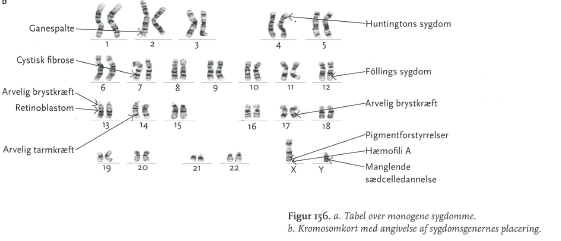 b
Ganespalte
Huntingtons sygdom
1 2 3 4 5
Cystisk fibrose
Föllings sygdom
6 7 8 9 10 11 12
Arvelig brystkræft
Retinoblastom
Arvelig brystkræft
13 14 15 16 17 18
Arvelig tarmkræft
Pigmentforstyrrelser
Hæmofili A
Manglende
sædcelledannelse
19 20 21 22 X Y
Figur 156. a. Tabel over monogene sygdomme.
b. Kromosomkort med angivelse af sygdomsgenernes placering.